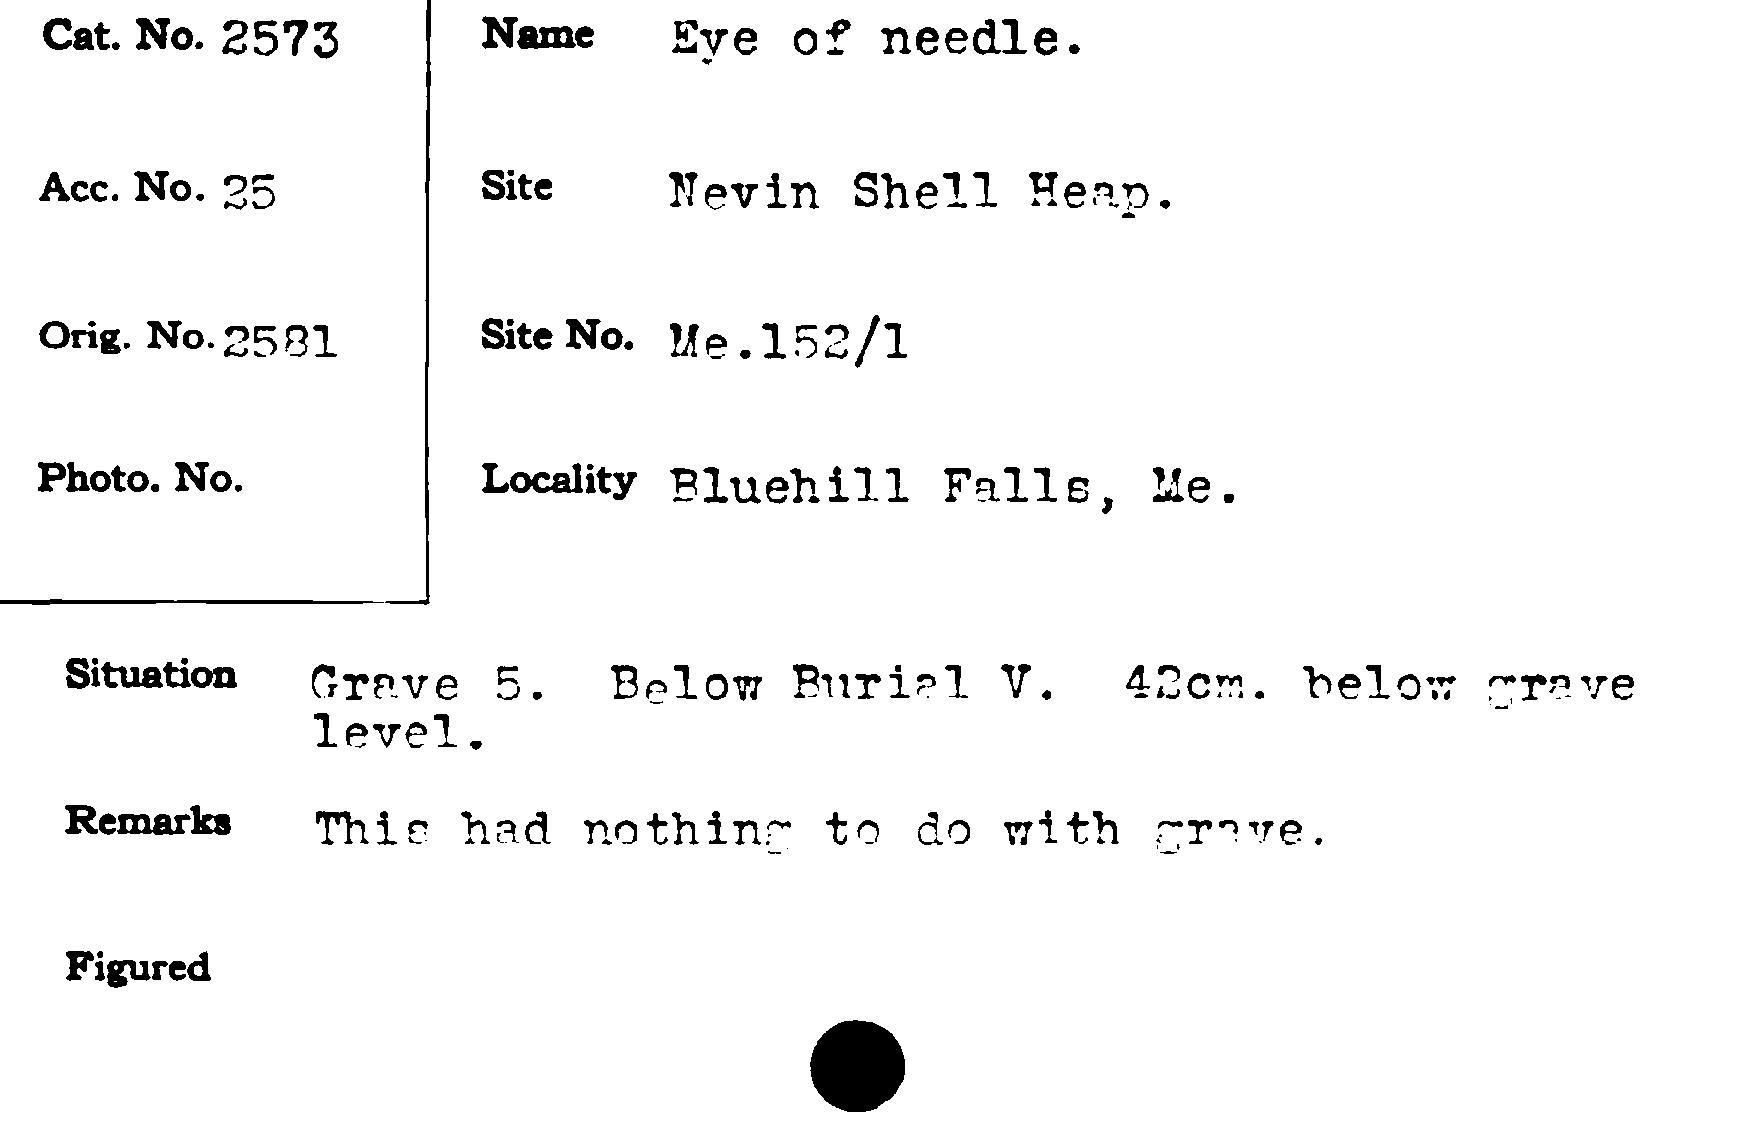 Cat. No. 2573
Name Eye of needle.
Acc. No. 25
Site Nevin Shell Heap.
Orig. No. 2581
Site No. Me.152/1
Photo. No.
Locality Bluehill Falls, Me.
Situation Grave 5. Below Burial V. 42cm. below grave
level.
Remarks This had nothing to do with grave.
Figured